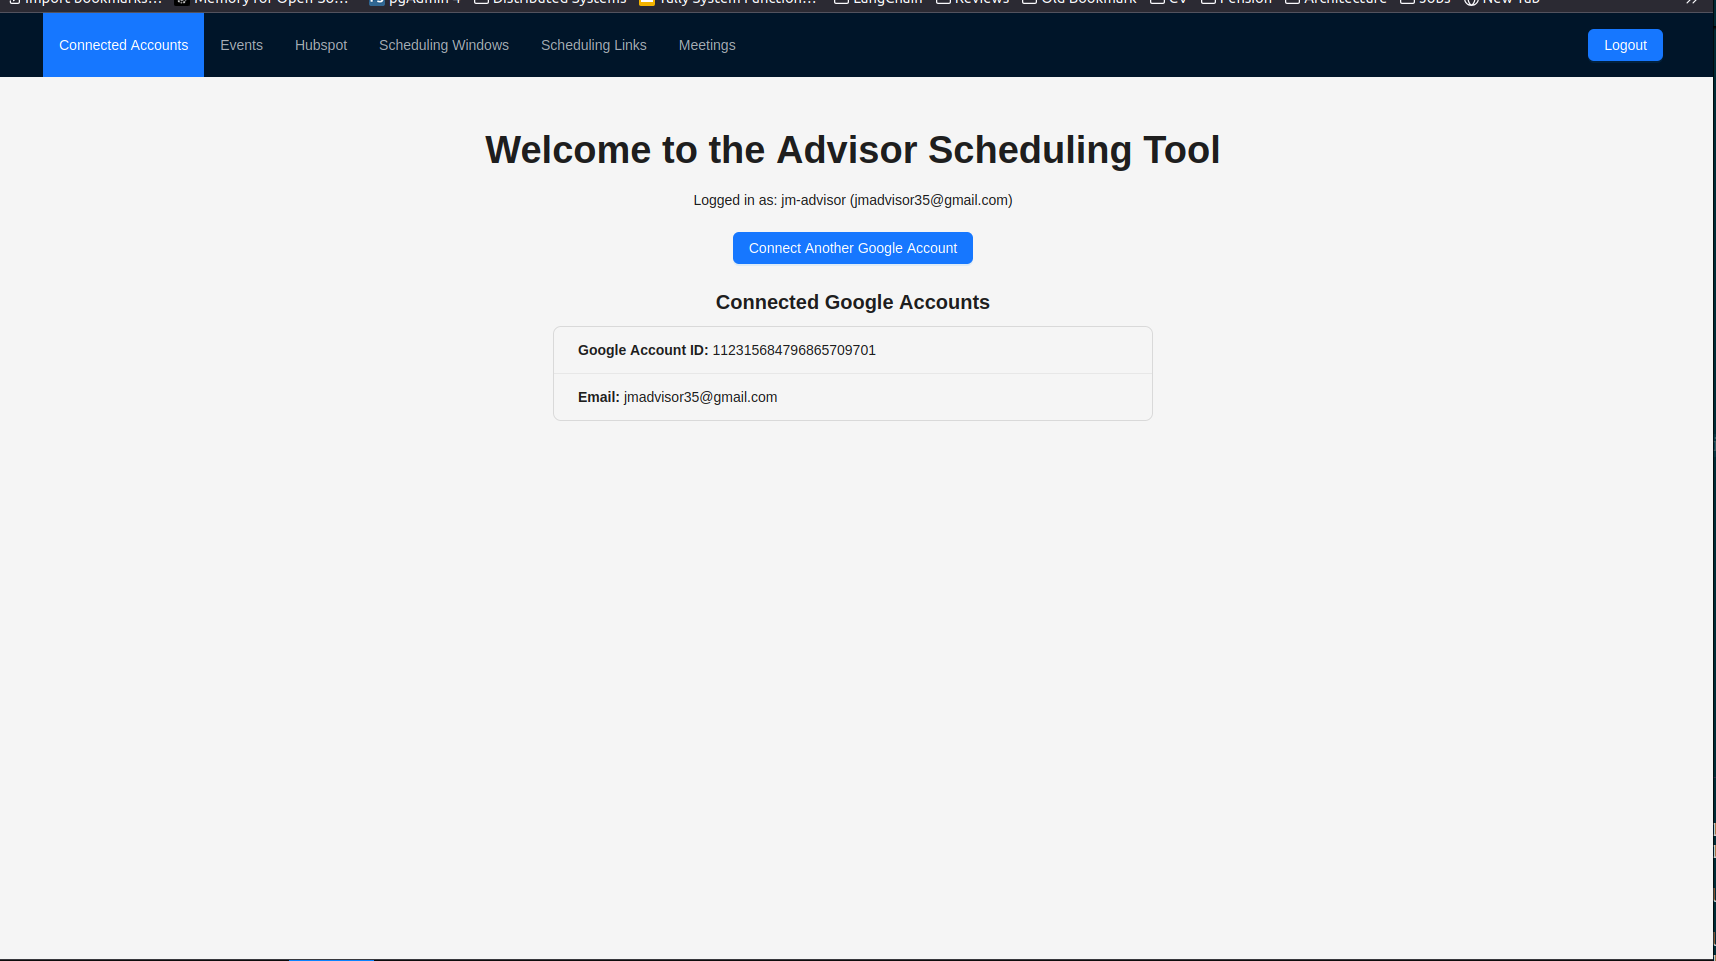 Import bookmarks... Memory for Open So... pgAdmin 4 Distributed Systems Tally System Function... LangChain Reviews Old Bookmark CV Pension Architecture Jobs New Tab
Connected Accounts Events Hubspot Scheduling Windows Scheduling Links Meetings Logout
Welcome to the Advisor Scheduling Tool
Logged in as: jm-advisor (jmadvisor35@gmail.com)
Connect Another Google Account
Connected Google Accounts
Google Account ID: 112315684796865709701
Email: jmadvisor35@gmail.com